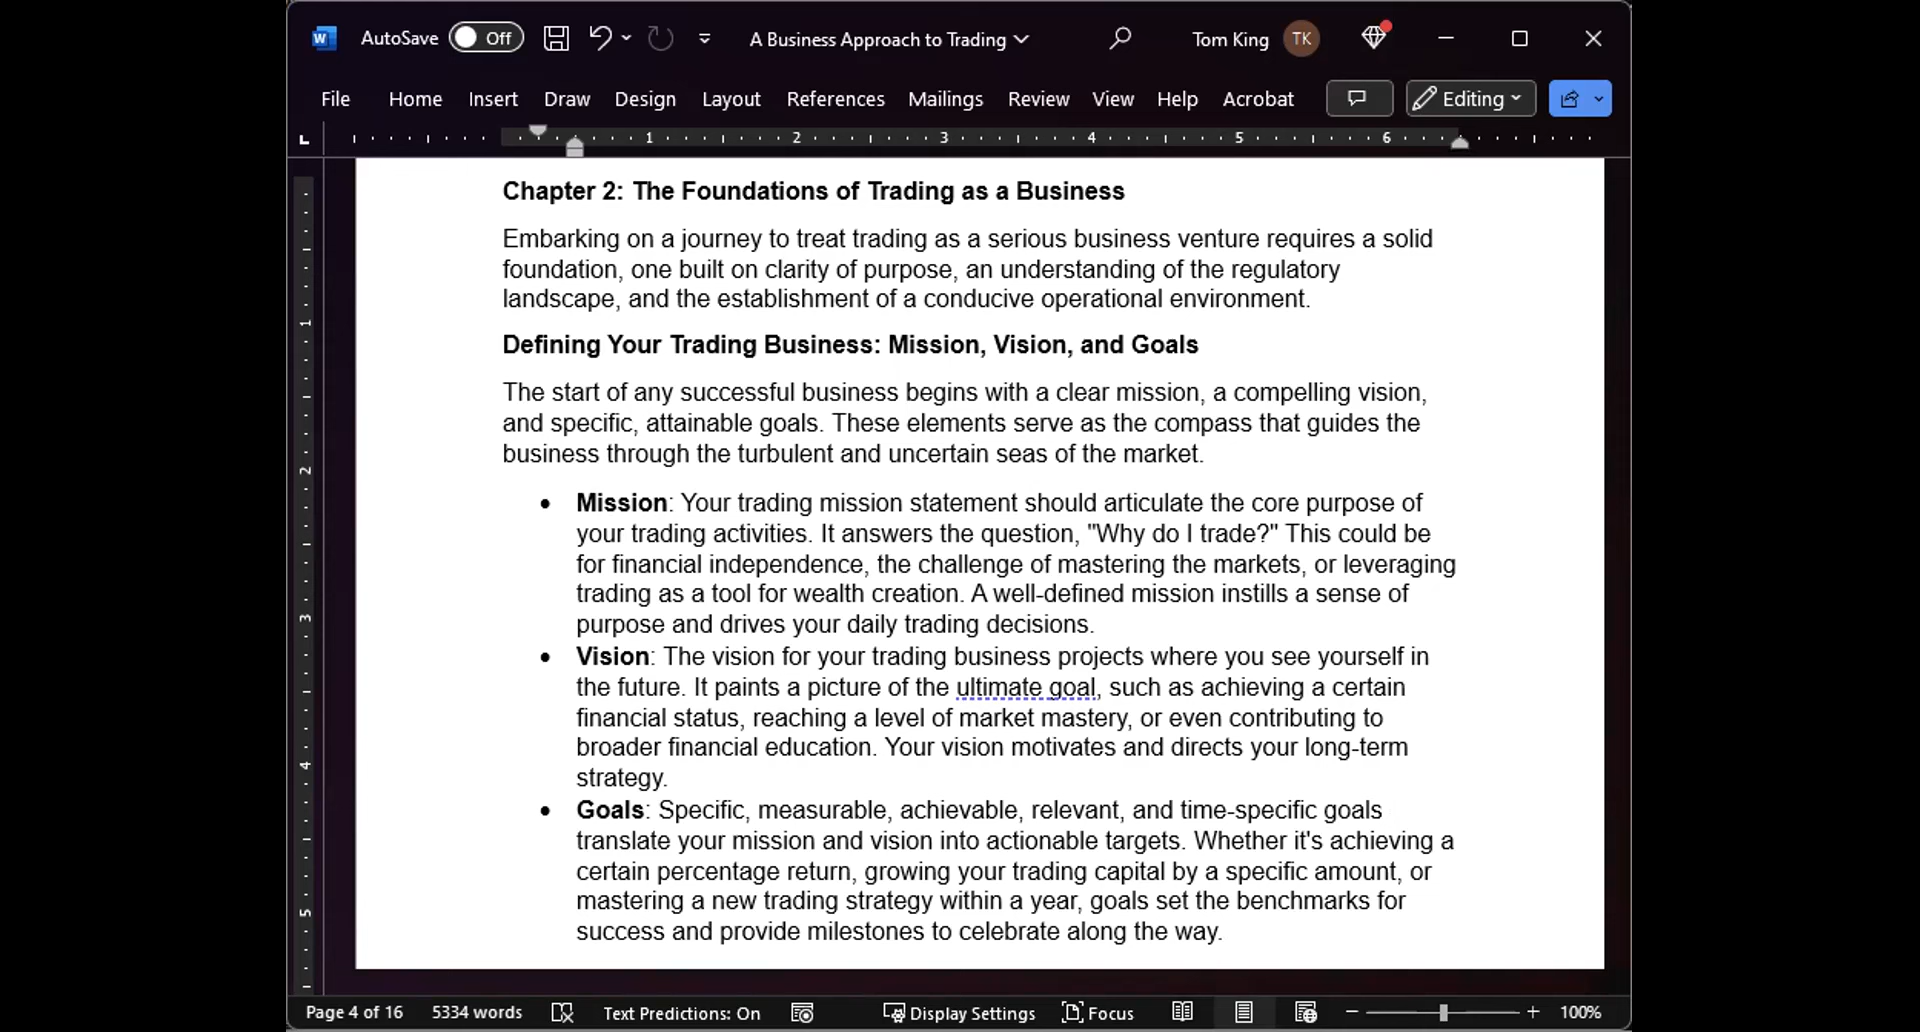 AutoSave Off A Business Approach to Trading Tom King TK
File Home Insert Draw Design Layout References Mailings Review View Help Acrobat Editing
L 1 2 3 4 5 6
Chapter 2: The Foundations of Trading as a Business
Embarking on a journey to treat trading as a serious business venture requires a solid
foundation, one built on clarity of purpose, an understanding of the regulatory
landscape, and the establishment of a conducive operational environment.
Defining Your Trading Business: Mission, Vision, and Goals
The start of any successful business begins with a clear mission, a compelling vision,
and specific, attainable goals. These elements serve as the compass that guides the
business through the turbulent and uncertain seas of the market.
• Mission: Your trading mission statement should articulate the core purpose of
your trading activities. It answers the question, "Why do I trade?" This could be
for financial independence, the challenge of mastering the markets, or leveraging
trading as a tool for wealth creation. A well-defined mission instills a sense of
purpose and drives your daily trading decisions.
• Vision: The vision for your trading business projects where you see yourself in
the future. It paints a picture of the ultimate goal, such as achieving a certain
financial status, reaching a level of market mastery, or even contributing to
broader financial education. Your vision motivates and directs your long-term
strategy.
• Goals: Specific, measurable, achievable, relevant, and time-specific goals
translate your mission and vision into actionable targets. Whether it's achieving a
certain percentage return, growing your trading capital by a specific amount, or
mastering a new trading strategy within a year, goals set the benchmarks for
success and provide milestones to celebrate along the way.
1
2
3
4
5
Page 4 of 16 5334 words Text Predictions: On Display Settings Focus 100%